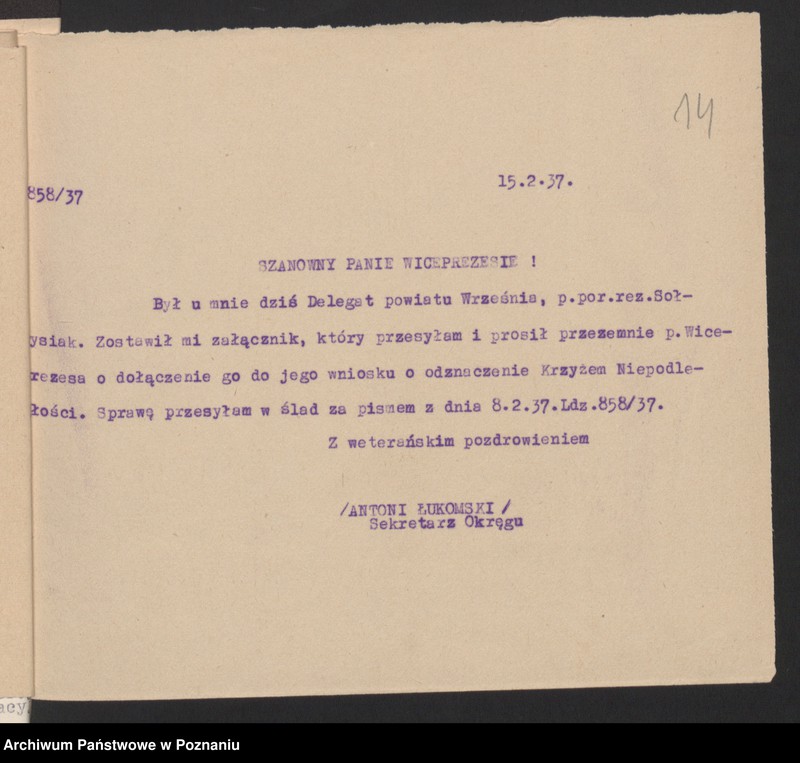 14
858/37
15.2.37.
SZANOWNY PANIE WICEPREZESIE !
Był u mnie dziś Delegat powiatu Września, p.por.rez.Soł-
ysiak. Zostawił mi załącznik, który przesyłam i prosił przezemnie p.Wice-
rezesa o dołączenie go do jego wniosku o odznaczenie Krzyżem Niepodle-
łości. Sprawę przesyłam w ślad za pismem z dnia 8.2.37.Ldz.858/37.
Z weterańskim pozdrowieniem
/ANTONI ŁUKOMSKI /
Sekretarz Okręgu
acy
Archiwum Państwowe w Poznaniu